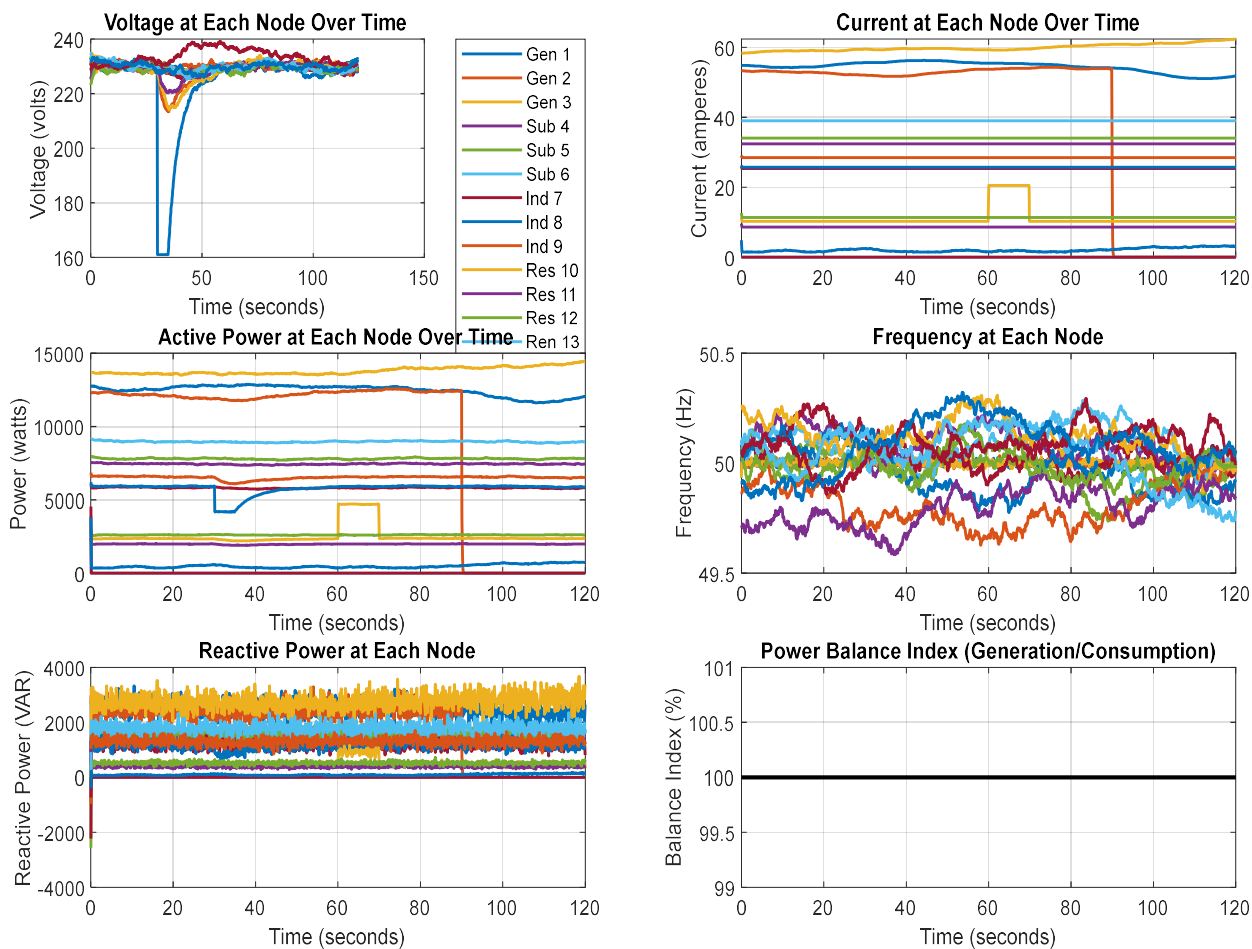 Voltage at Each Node Over Time
240
220
200
180
160
0
50
100
150
Voltage (volts)
Time (seconds)
Gen 1
Gen 2
Gen 3
Sub 4
Sub 5
Sub 6
Ind 7
Ind 8
Ind 9
Res 10
Res 11
Res 12
Ren 13
Current at Each Node Over Time
60
40
20
0
0
20
40
60
80
100
120
Current (amperes)
Time (seconds)
Active Power at Each Node Over Time
15000
10000
5000
0
0
20
40
60
80
100
120
Power (watts)
Time (seconds)
Frequency at Each Node
50.5
50
49.5
0
20
40
60
80
100
120
Frequency (Hz)
Time (seconds)
Reactive Power at Each Node
4000
2000
0
-2000
-4000
0
20
40
60
80
100
120
Reactive Power (VAR)
Time (seconds)
Power Balance Index (Generation/Consumption)
101
100.5
100
99.5
99
0
20
40
60
80
100
120
Balance Index (%)
Time (seconds)